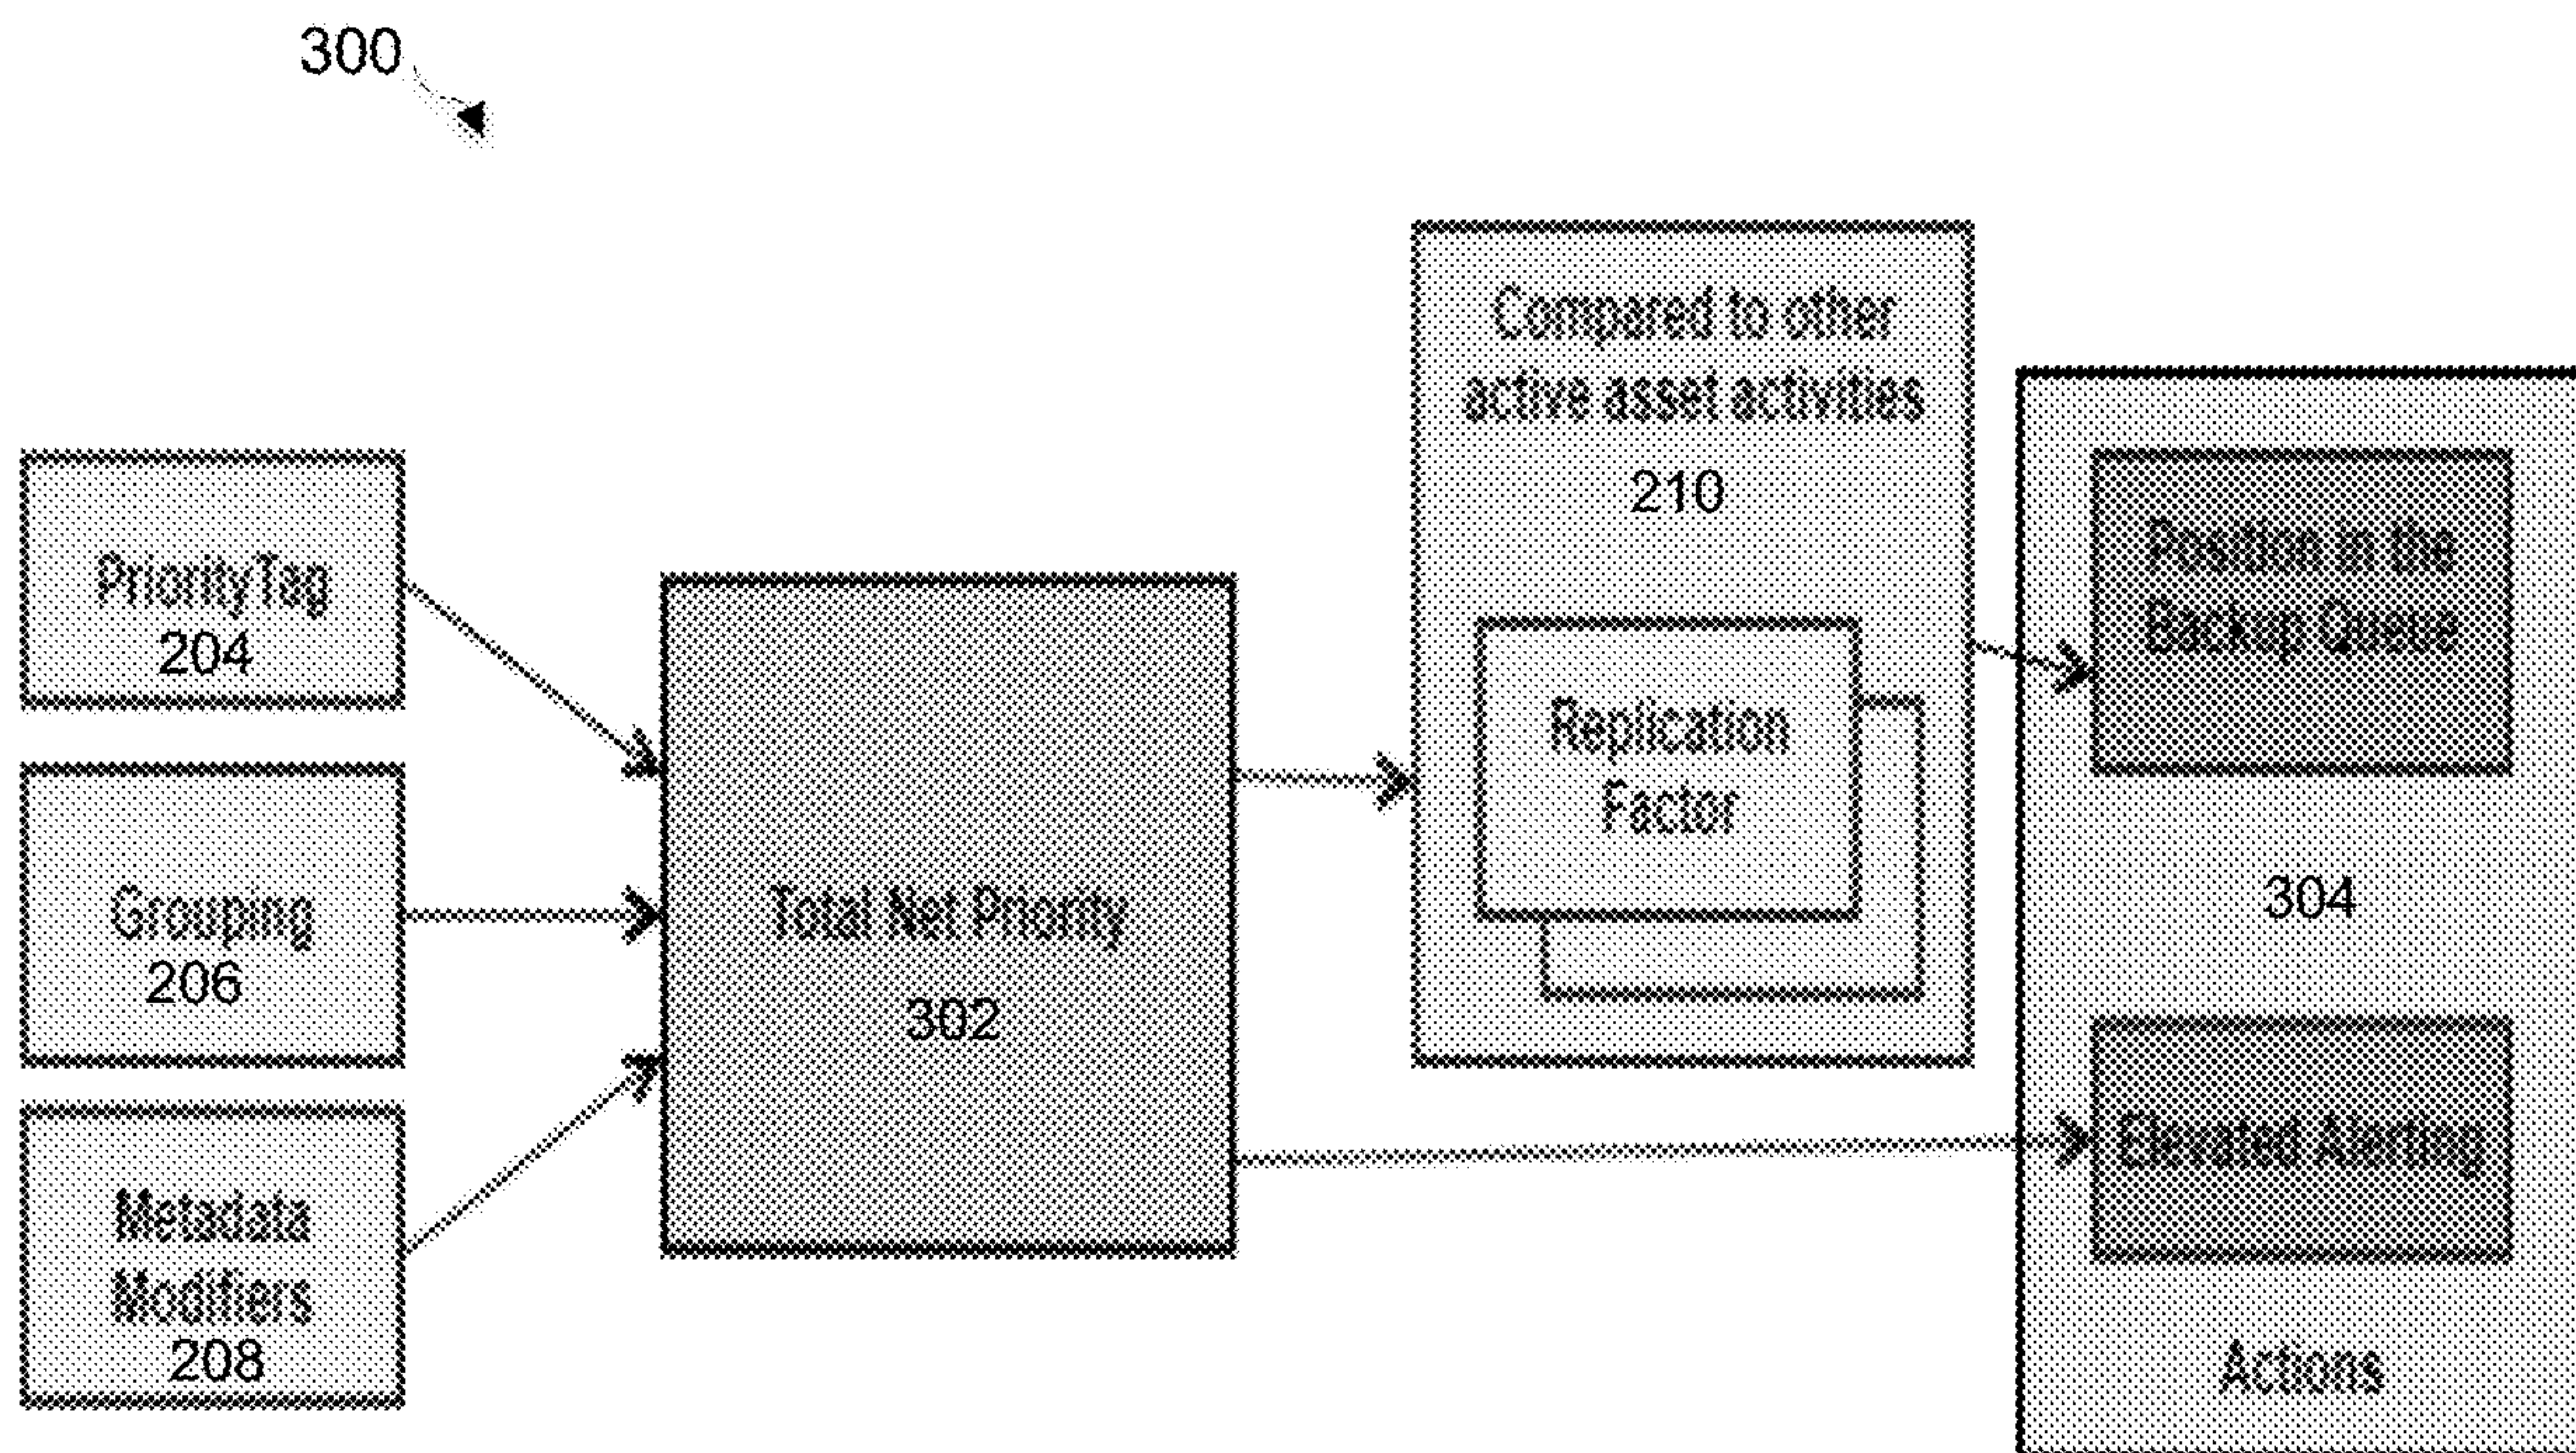 300
PriorityTag
204
Grouping
206
Metadata
Modifiers
208
Total Net Priority
302
Compared to other
active asset activities
210
Replication
Factor
Position in the
Backup Queue
304
Elevated Alerting
Actions